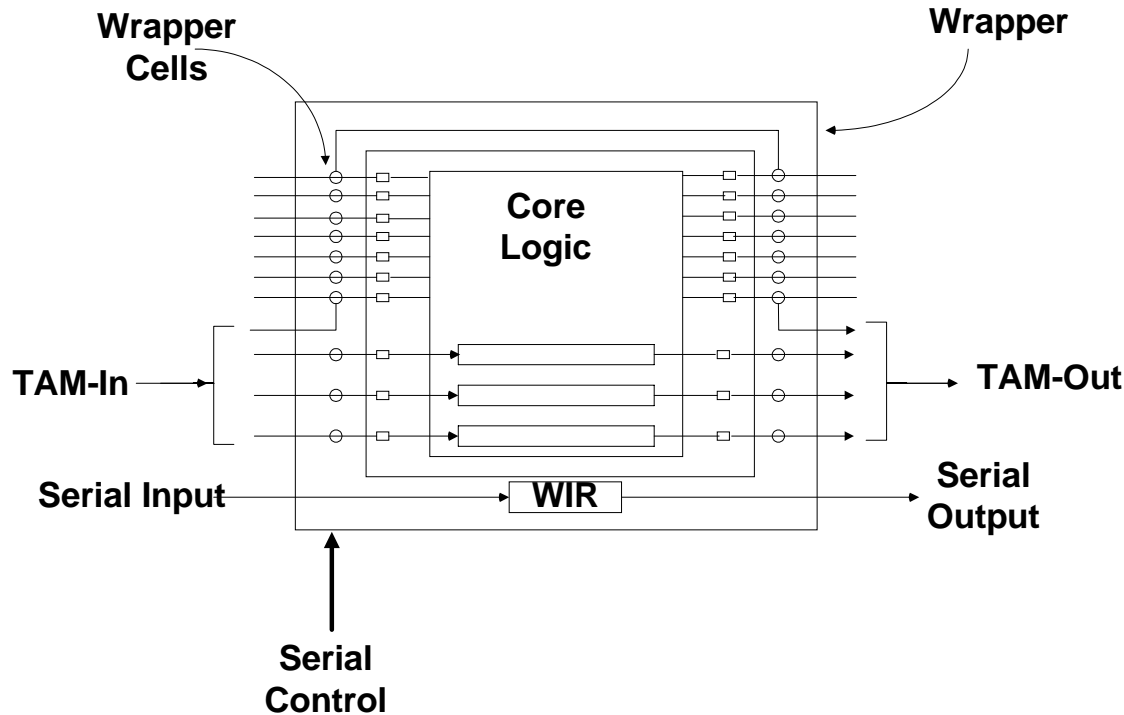 Wrapper
Cells
Wrapper
Core
Logic
TAM-In
TAM-Out
Serial Input
WIR
Serial
Output
Serial
Control